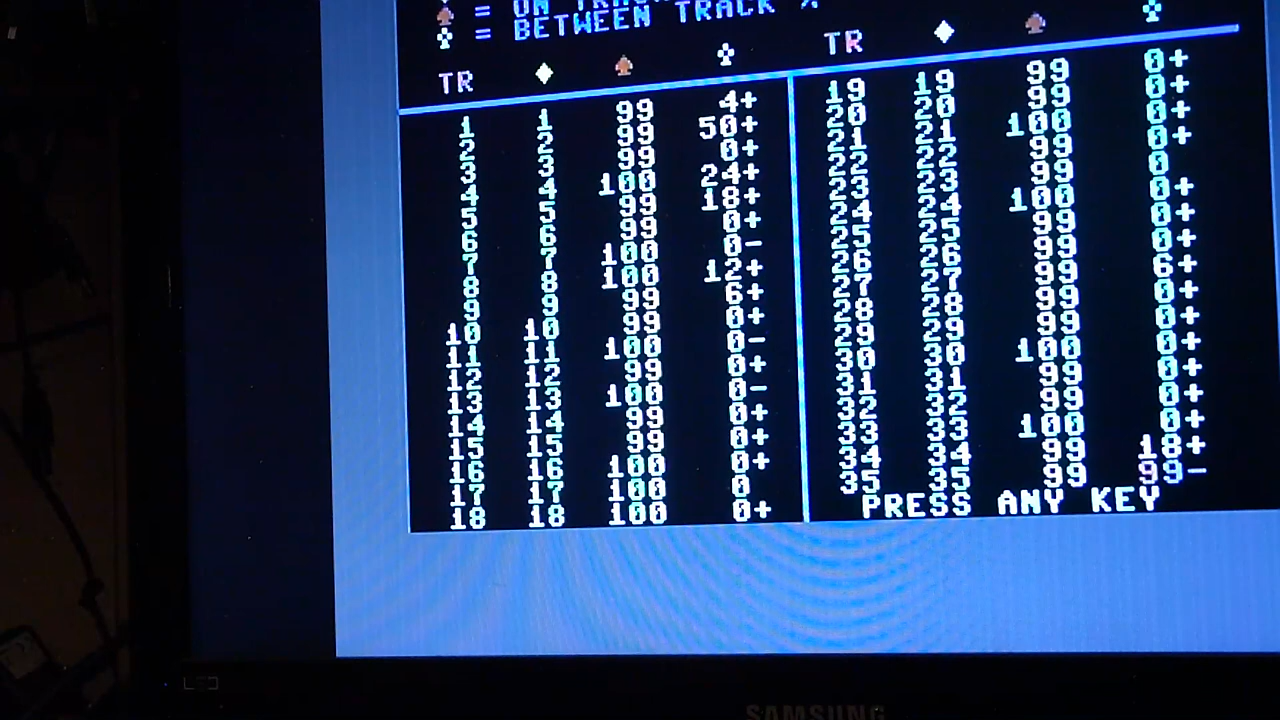 = ON TRACK
= BETWEEN TRACK %
TR ♦ ♠ ♣ TR ♦ ♠ ♣
1 1 99 4+ 19 19 99 0+
2 2 99 50+ 20 20 99 0+
3 3 99 0+ 21 21 100 0+
4 4 100 24+ 22 22 99 0+
5 5 99 18+ 23 23 99 0
6 6 99 0+ 24 24 100 0+
7 7 100 0- 25 25 99 0+
8 8 100 12+ 26 26 99 0+
9 9 99 6+ 27 27 99 6+
10 10 99 0+ 28 28 99 0+
11 11 100 0- 29 29 99 0+
12 12 99 0+ 30 30 100 0+
13 13 100 0- 31 31 99 0+
14 14 99 0+ 32 32 99 0+
15 15 99 0+ 33 33 100 0+
16 16 100 0+ 34 34 99 18+
17 17 100 0 35 35 99 99-
18 18 100 0+ PRESS ANY KEY
LED
SAMSUNG